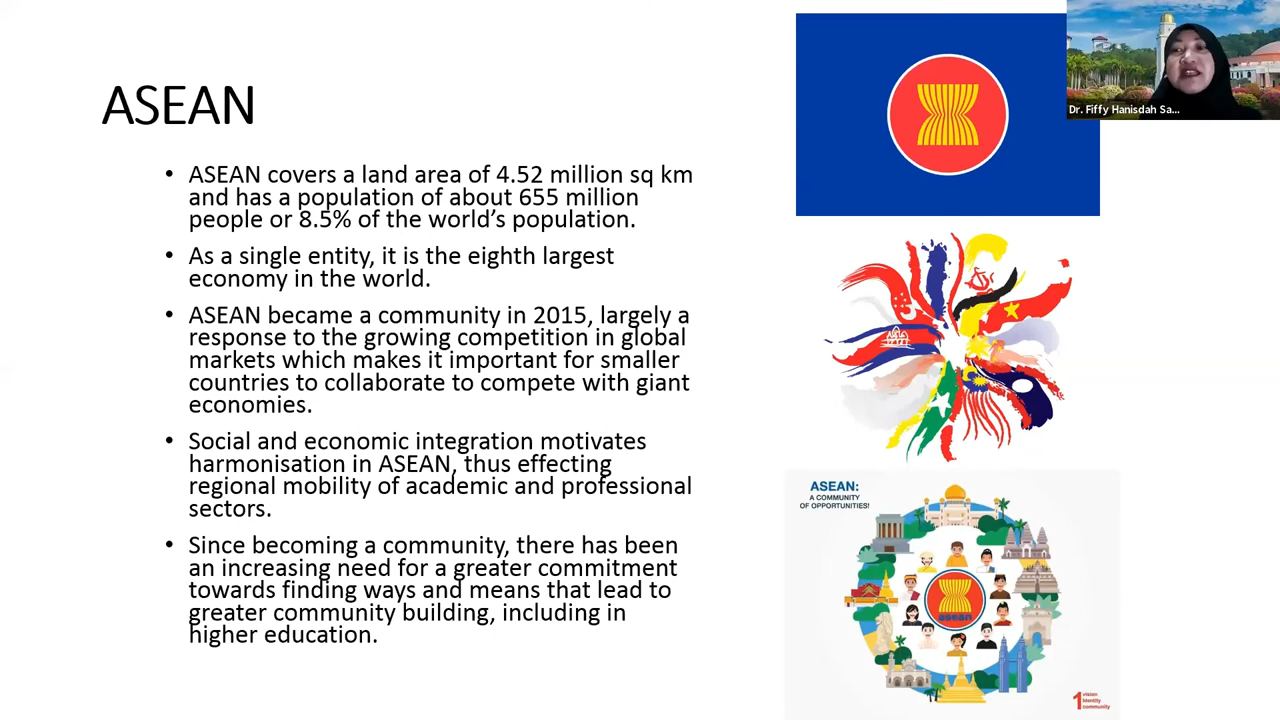 ASEAN
• ASEAN covers a land area of 4.52 million sq km
and has a population of about 655 million
people or 8.5% of the world’s population.
• As a single entity, it is the eighth largest
economy in the world.
• ASEAN became a community in 2015, largely a
response to the growing competition in global
markets which makes it important for smaller
countries to collaborate to compete with giant
economies.
• Social and economic integration motivates
harmonisation in ASEAN, thus effecting
regional mobility of academic and professional
sectors.
• Since becoming a community, there has been
an increasing need for a greater commitment
towards finding ways and means that lead to
greater community building, including in
higher education.
Dr. Fiffy Hanisdah Sa...
ASEAN:
A COMMUNITY
OF OPPORTUNITIES!
asean
1 vision
identity
community